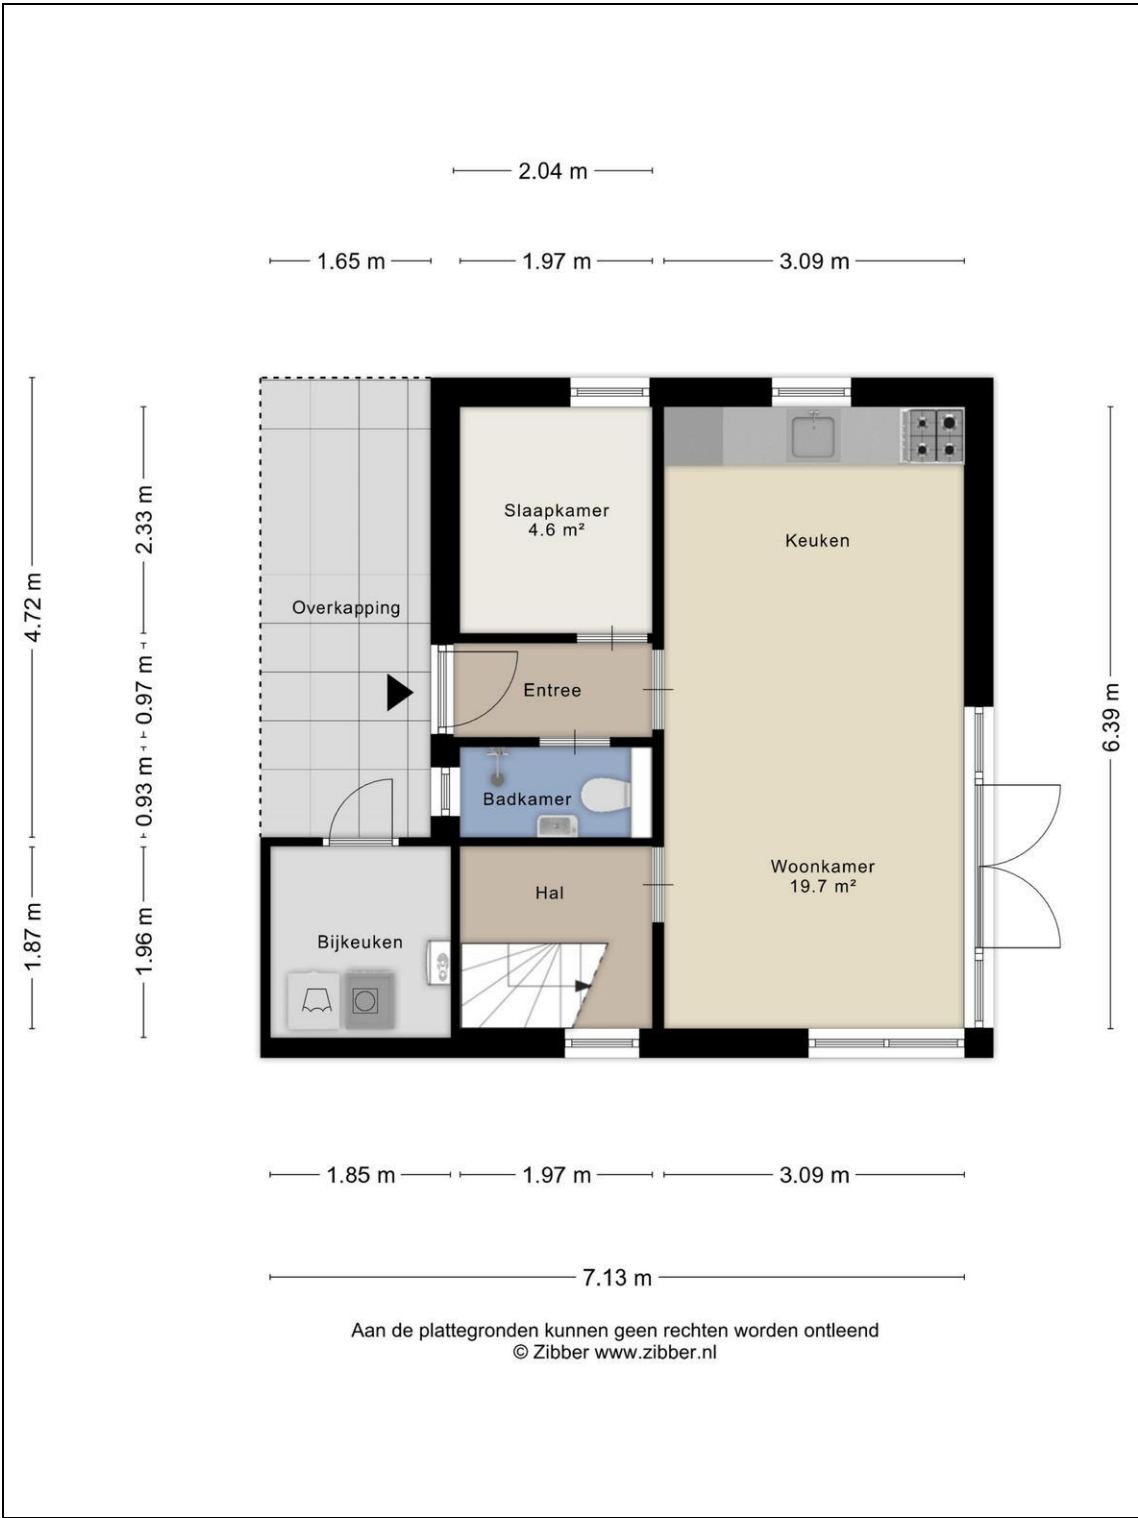 2.04 m
1.65 m
1.97 m
3.09 m
4.72 m
1.87 m
2.33 m
0.97 m
0.93 m
1.96 m
6.39 m
Slaapkamer
4.6 m²
Keuken
Overkapping
Entree
Badkamer
Woonkamer
19.7 m²
Hal
Bijkeuken
1.85 m
1.97 m
3.09 m
7.13 m
Aan de plattegronden kunnen geen rechten worden ontleend
© Zibber www.zibber.nl